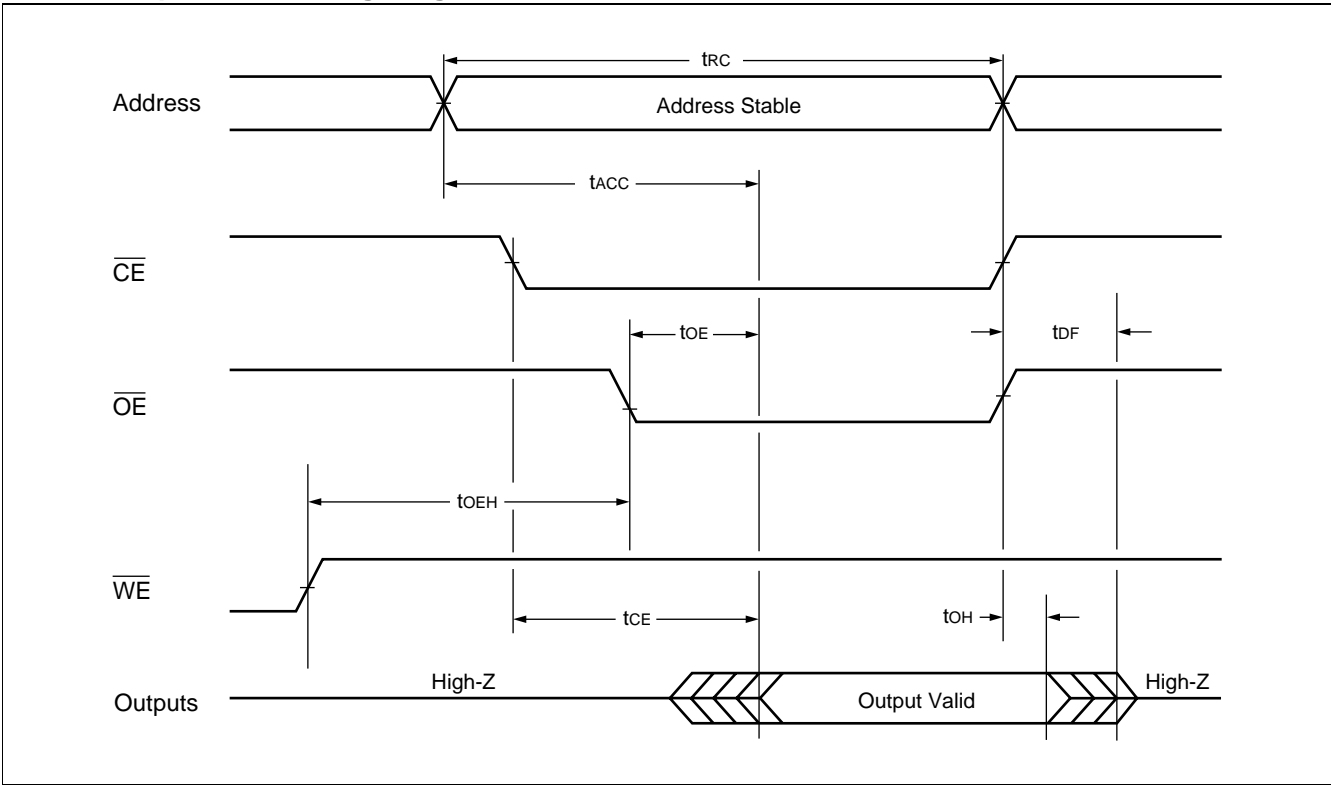 tRC
Address
Address Stable
tACC
CE
tOE
tDF
OE
tOEH
WE
tCE
tOH
High-Z
High-Z
Outputs
Output Valid